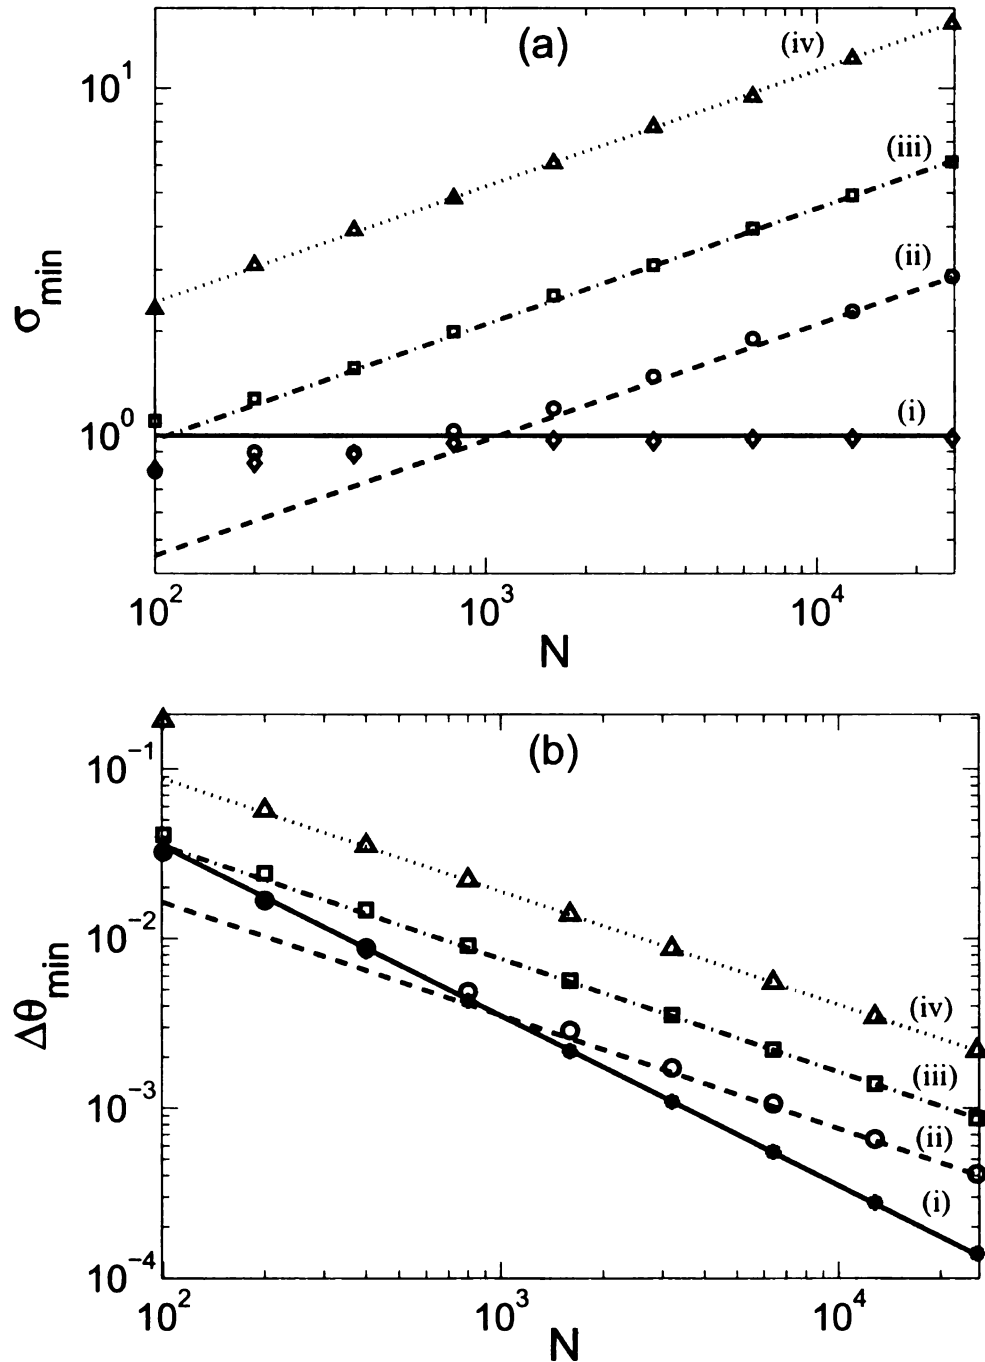 (a)
(iv)
10^1
(iii)
σ_min
(ii)
(i)
10^0
10^2 10^3 10^4
N
(b)
10^-1
10^-2
Δθ_min
(iv)
(iii)
10^-3
(ii)
(i)
10^-4
10^2 10^3 10^4
N